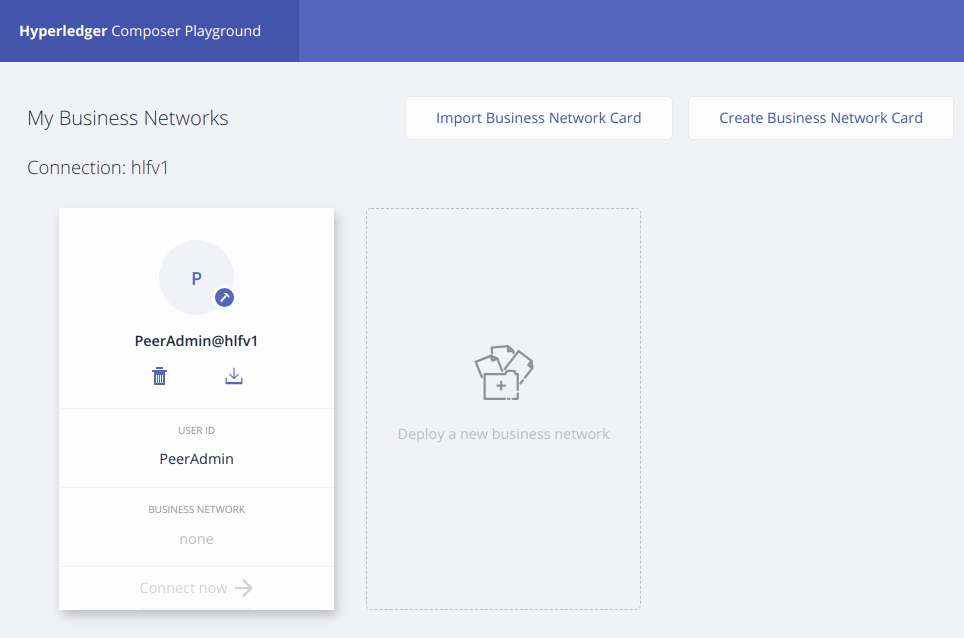 Hyperledger Composer Playground
My Business Networks
Import Business Network Card
Create Business Network Card
Connection: hlfv1
P
PeerAdmin@hlfv1
USER ID
PeerAdmin
BUSINESS NETWORK
none
Connect now
Deploy a new business network